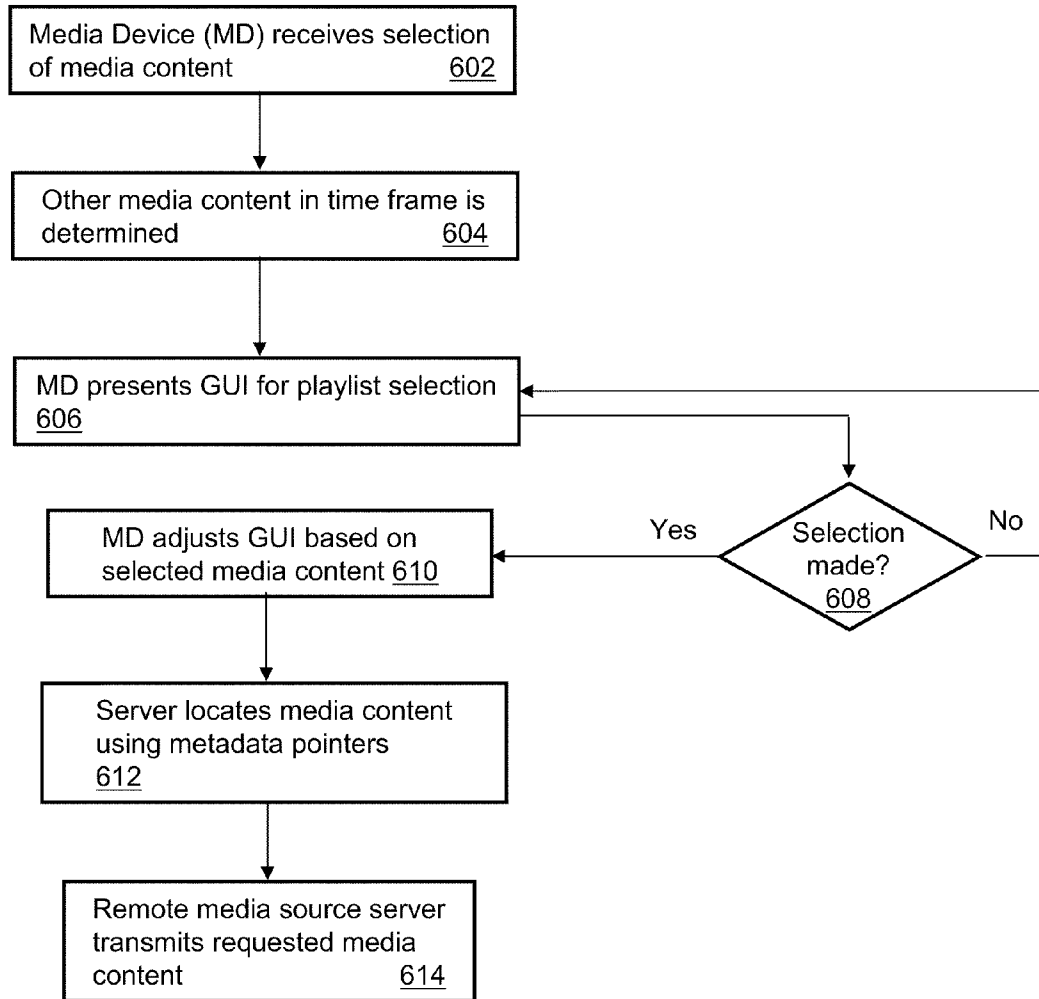 Media Device (MD) receives selection
of media content 602
Other media content in time frame is
determined 604
MD presents GUI for playlist selection
606
Selection
made?
608
Yes
No
MD adjusts GUI based on
selected media content 610
Server locates media content
using metadata pointers
612
Remote media source server
transmits requested media
content 614